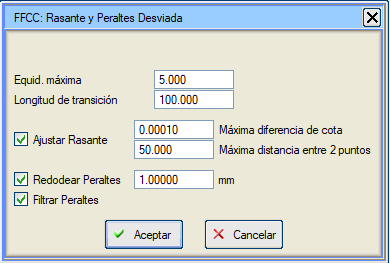 FFCC: Rasante y Peraltes Desviada
Equid. máxima 5.000
Longitud de transición 100.000
Ajustar Rasante 0.00010 Máxima diferencia de cota
50.000 Máxima distancia entre 2 puntos
Redodear Peraltes 1.00000 mm
Filtrar Peraltes
Aceptar Cancelar